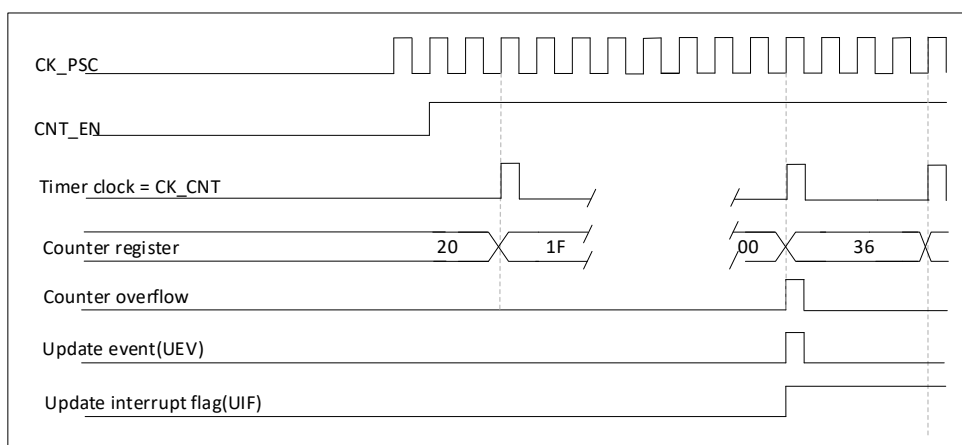 CK_PSC
CNT_EN
Timer clock = CK_CNT
Counter register 20 1F 00 36
Counter overflow
Update event(UEV)
Update interrupt flag(UIF)